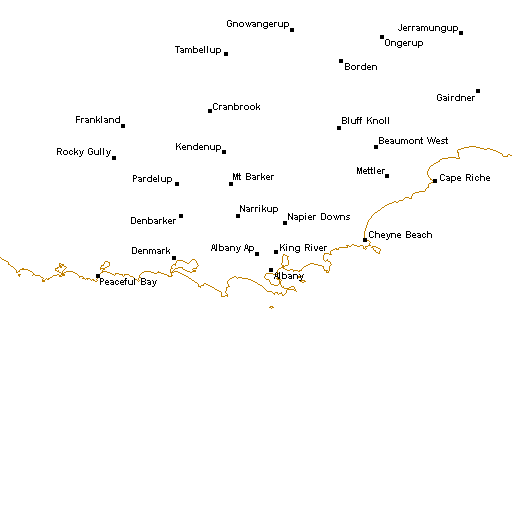 Gnowangerup
Jerramungup
Ongerup
Tambellup
Borden
Gairdner
Cranbrook
Frankland
Bluff Knoll
Beaumont West
Kendenup
Rocky Gully
Mettler
Mt Barker
Pardelup
Cape Riche
Narrikup
Napier Downs
Denbarker
Cheyne Beach
Albany Ap
King River
Denmark
Albany
Peaceful Bay